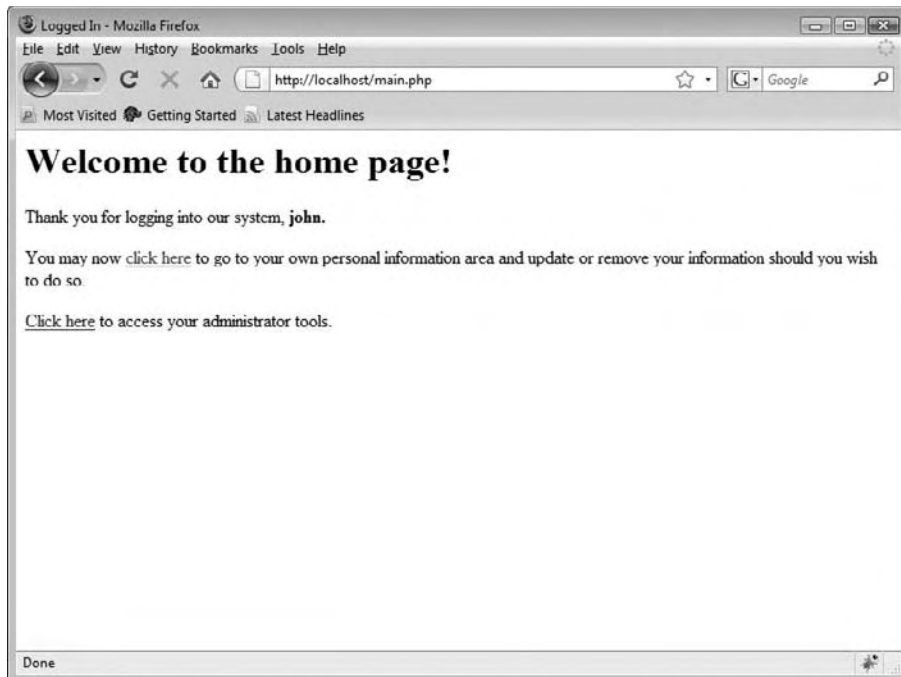 Logged In - Mozilla Firefox
File Edit View History Bookmarks Tools Help
http://localhost/main.php
G Google
Most Visited Getting Started Latest Headlines
Welcome to the home page!
Thank you for logging into our system, john.
You may now click here to go to your own personal information area and update or remove your information should you wish
to do so.
Click here to access your administrator tools.
Done